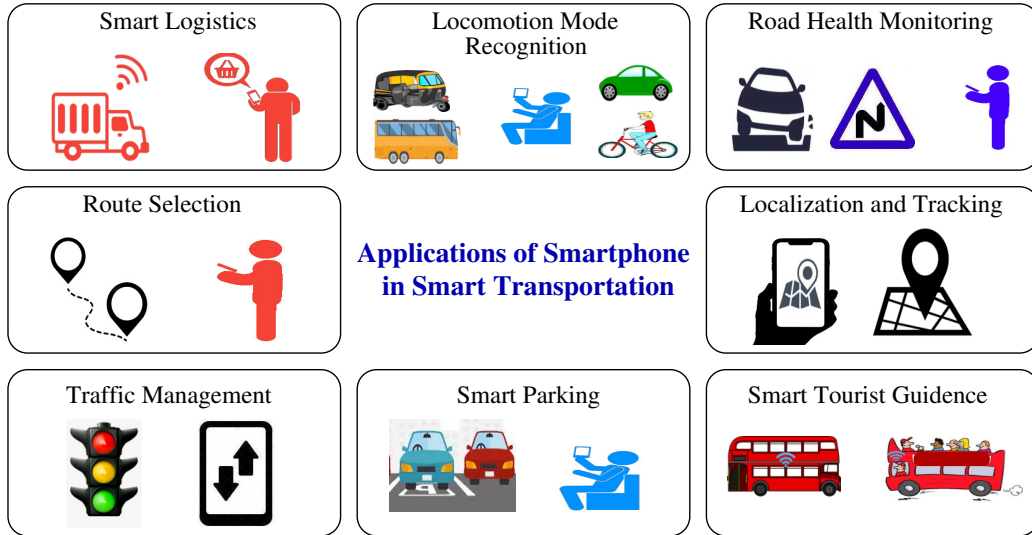 Smart Logistics
Locomotion Mode
Recognition
Road Health Monitoring
Route Selection
Applications of Smartphone
in Smart Transportation
Localization and Tracking
Traffic Management
Smart Parking
Smart Tourist Guidence